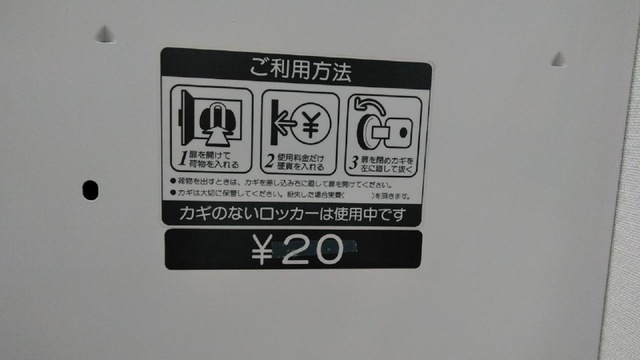 ご利用方法
¥
1 扉を開けて
荷物を入れる
2 使用料金だけ
硬貨を入れる
3 扉を閉めカギを
左に廻して抜く
●荷物を出すときは、カギを差し込み右に廻して扉を開けてください。
●カギは大切に保管してください。紛失した場合実費( )を頂きます。
カギのないロッカーは使用中です
¥20